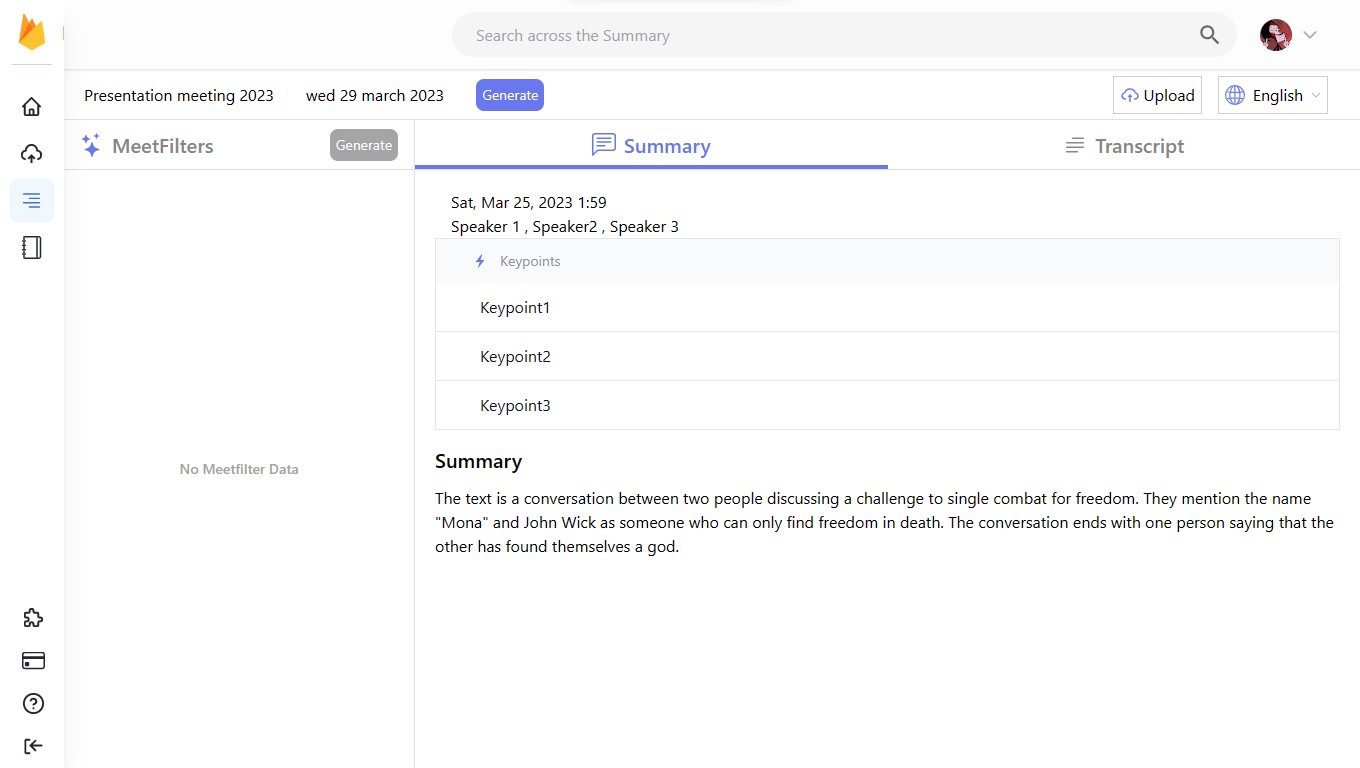 Search across the Summary
Presentation meeting 2023
wed 29 march 2023
Generate
Upload
English
MeetFilters
Generate
Summary
Transcript
No Meetfilter Data
Sat, Mar 25, 2023 1:59
Speaker 1 , Speaker2 , Speaker 3
Keypoints
Keypoint1
Keypoint2
Keypoint3
Summary
The text is a conversation between two people discussing a challenge to single combat for freedom. They mention the name
"Mona" and John Wick as someone who can only find freedom in death. The conversation ends with one person saying that the
other has found themselves a god.